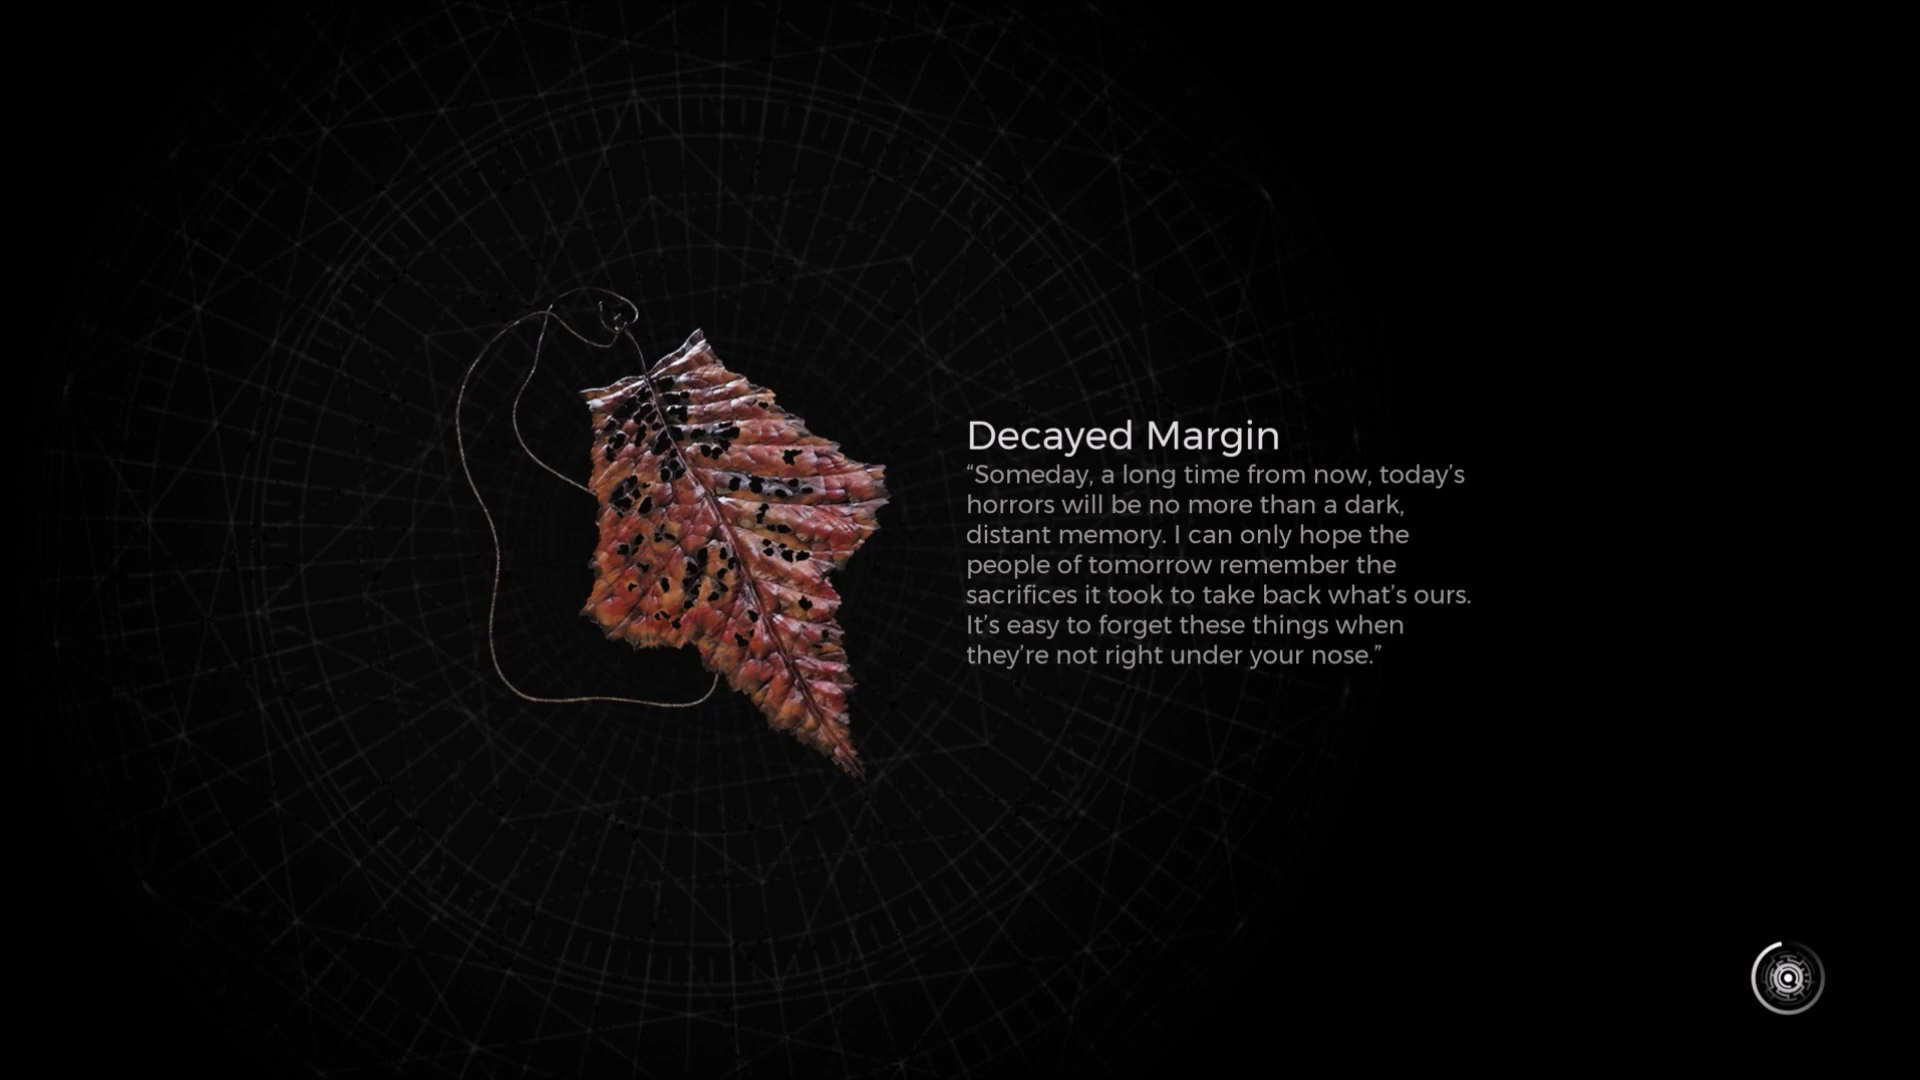 Decayed Margin
“Someday, a long time from now, today’s
horrors will be no more than a dark,
distant memory. I can only hope the
people of tomorrow remember the
sacrifices it took to take back what’s ours.
It’s easy to forget these things when
they’re not right under your nose.”